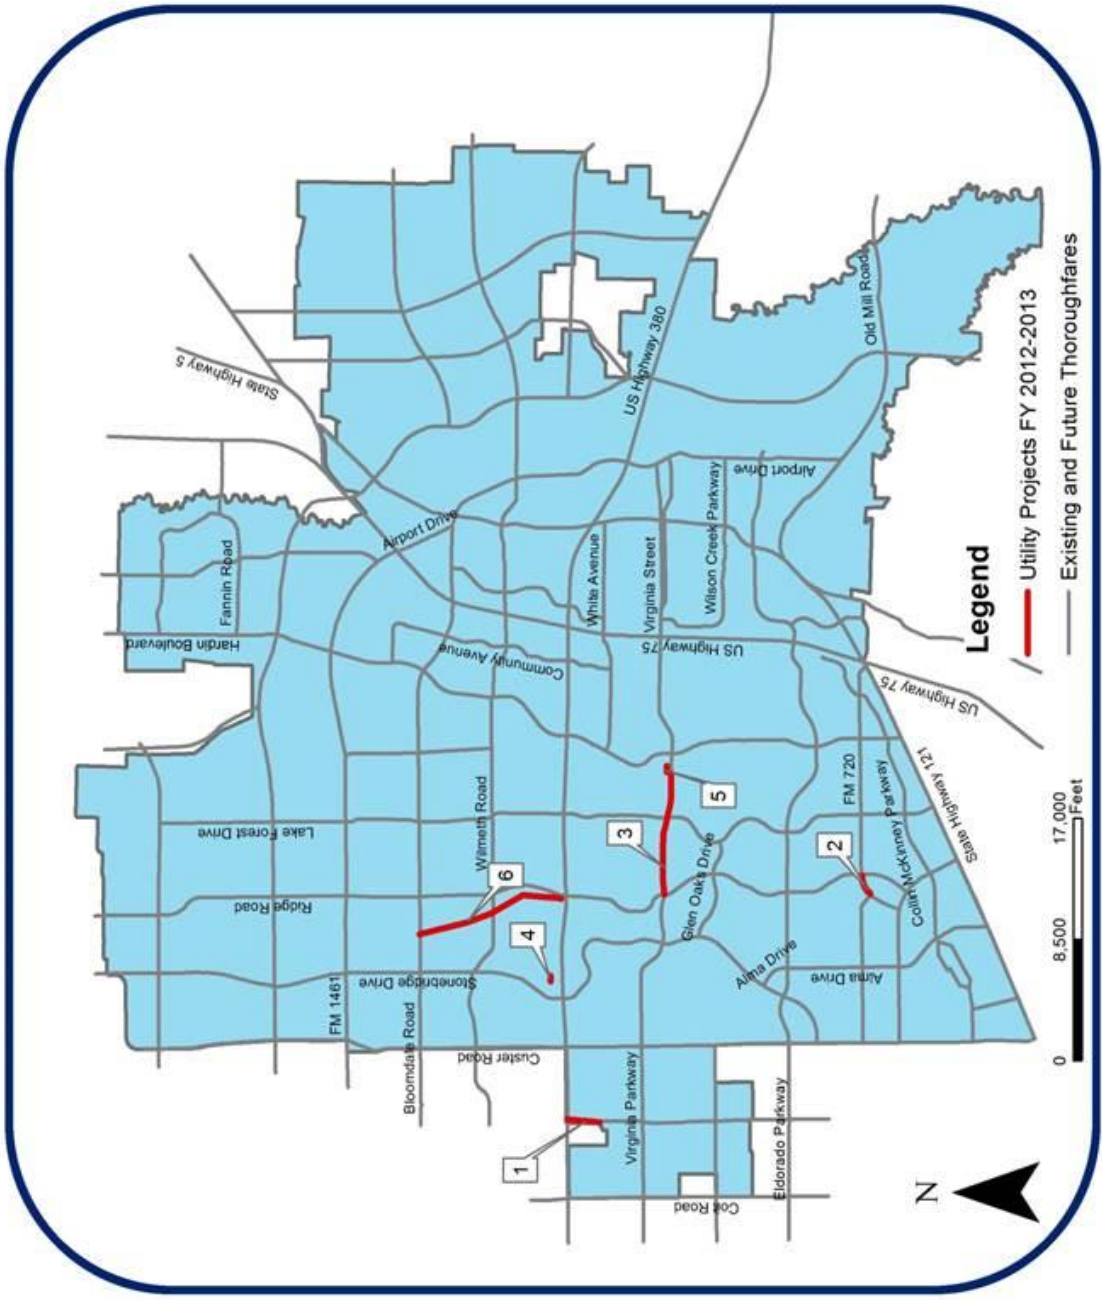 Hardin Boulevard
State Highway 5
Fannin Road
Lake Forest Drive
Ridge Road
FM 1461
Stonebridge Drive
Airport Drive
Bloomdale Road
Community Avenue
Custer Road
Wilmeth Road
6
1
4
White Avenue
3
Virginia Parkway
US Highway 380
Virginia Street
US Highway 75
Glen Oaks Drive
Coit Road
Wilson Creek Parkway
5
Airport Drive
Alma Drive
Eldorado Parkway
2
Alma Drive
FM 720
Old Mill Road
Collin McKinney Parkway
US Highway 75
State Highway 121
N
Legend
Utility Projects FY 2012-2013
Existing and Future Thoroughfares
0 8,500 17,000
Feet